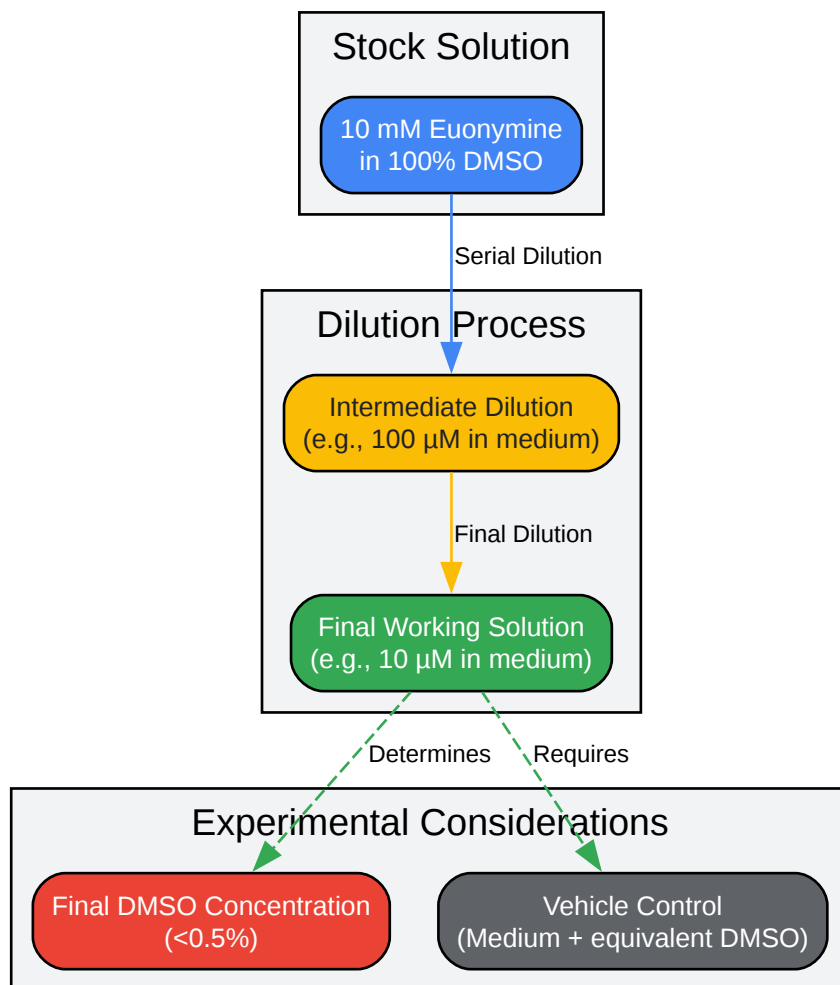 Stock Solution
10 mM Euonymine
in 100% DMSO
Serial Dilution
Dilution Process
Intermediate Dilution
(e.g., 100 µM in medium)
Final Dilution
Final Working Solution
(e.g., 10 µM in medium)
Determines
Requires
Experimental Considerations
Final DMSO Concentration
(<0.5%)
Vehicle Control
(Medium + equivalent DMSO)